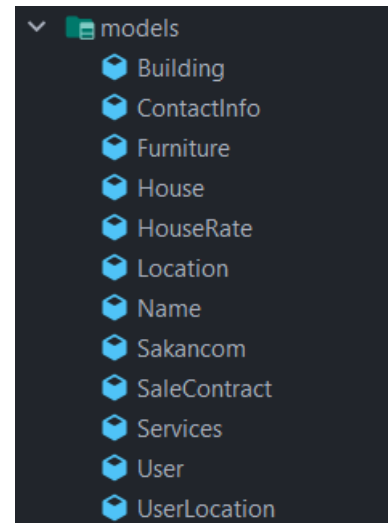 models
Building
ContactInfo
Furniture
House
HouseRate
Location
Name
Sakancom
SaleContract
Services
User
UserLocation